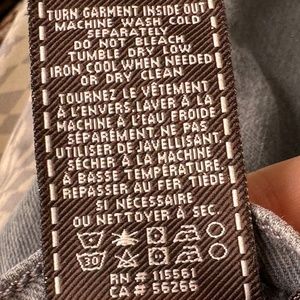 TURN GARMENT INSIDE OUT
MACHINE WASH COLD
SEPARATELY
DO NOT BLEACH
TUMBLE DRY LOW
IRON COOL WHEN NEEDED
OR DRY CLEAN
TOURNEZ LE VÊTEMENT
À L'ENVERS. LAVER À LA
MACHINE À L'EAU FROIDE
SÉPARÉMENT. NE PAS
UTILISER DE JAVELLISANT.
SÉCHER À LA MACHINE
À BASSE TEMPÉRATURE.
REPASSER AU FER TIÈDE
SI NÉCESSAIRE
OU NETTOYER À SEC.
30
RN # 115561
CA # 56266